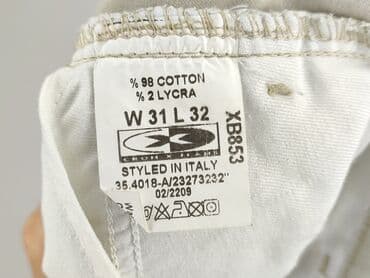 % 98 COTTON
% 2 LYCRA
W 31 L 32
XB853
STYLED IN ITALY
35.4018-A/23273232"
02/2209